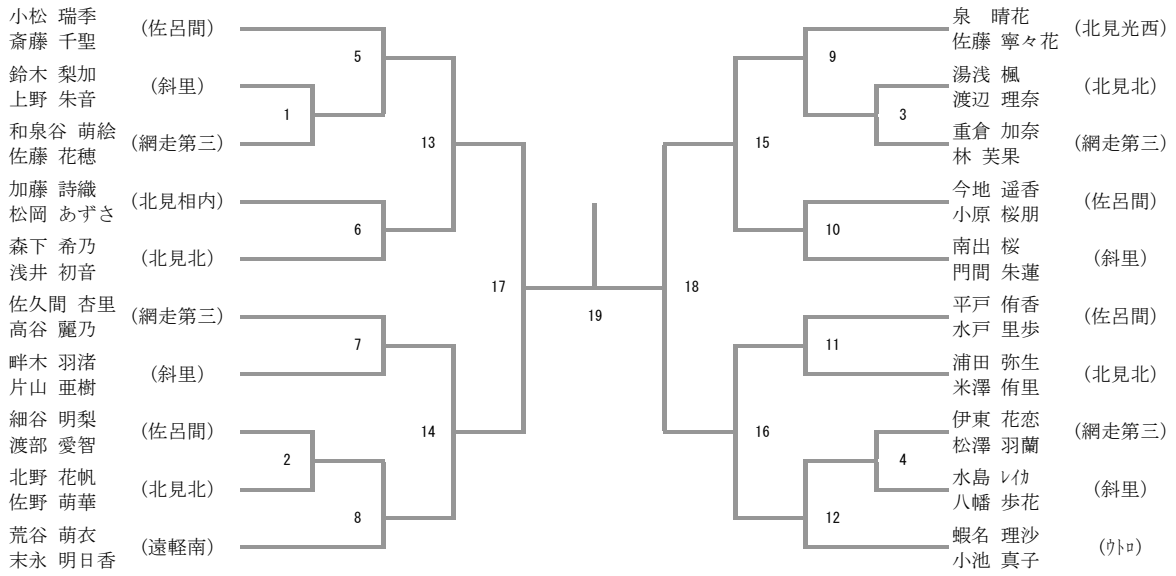 小松 瑞季
斎藤 千聖
(佐呂間)
鈴木 梨加
上野 朱音
(斜里)
和泉谷 萌絵
佐藤 花穂
(網走第三)
加藤 詩織
松岡 あずさ
(北見相内)
森下 希乃
浅井 初音
(北見北)
佐久間 杏里
高谷 麗乃
(網走第三)
畔木 羽渚
片山 亜樹
(斜里)
細谷 明梨
渡部 愛智
(佐呂間)
北野 花帆
佐野 萌華
(北見北)
荒谷 萌衣
末永 明日香
(遠軽南)
1
2
5
6
7
8
13
14
17
19
18
15
16
9
10
11
12
3
4
泉 晴花
佐藤 寧々花
(北見光西)
湯浅 楓
渡辺 理奈
(北見北)
重倉 加奈
林 芙果
(網走第三)
今地 遥香
小原 桜朋
(佐呂間)
南出 桜
門間 朱蓮
(斜里)
平戸 侑香
水戸 里歩
(佐呂間)
浦田 弥生
米澤 侑里
(北見北)
伊東 花恋
松澤 羽蘭
(網走第三)
水島 ﾚｲｶ
八幡 歩花
(斜里)
蝦名 理沙
小池 真子
(ｳﾄﾛ)